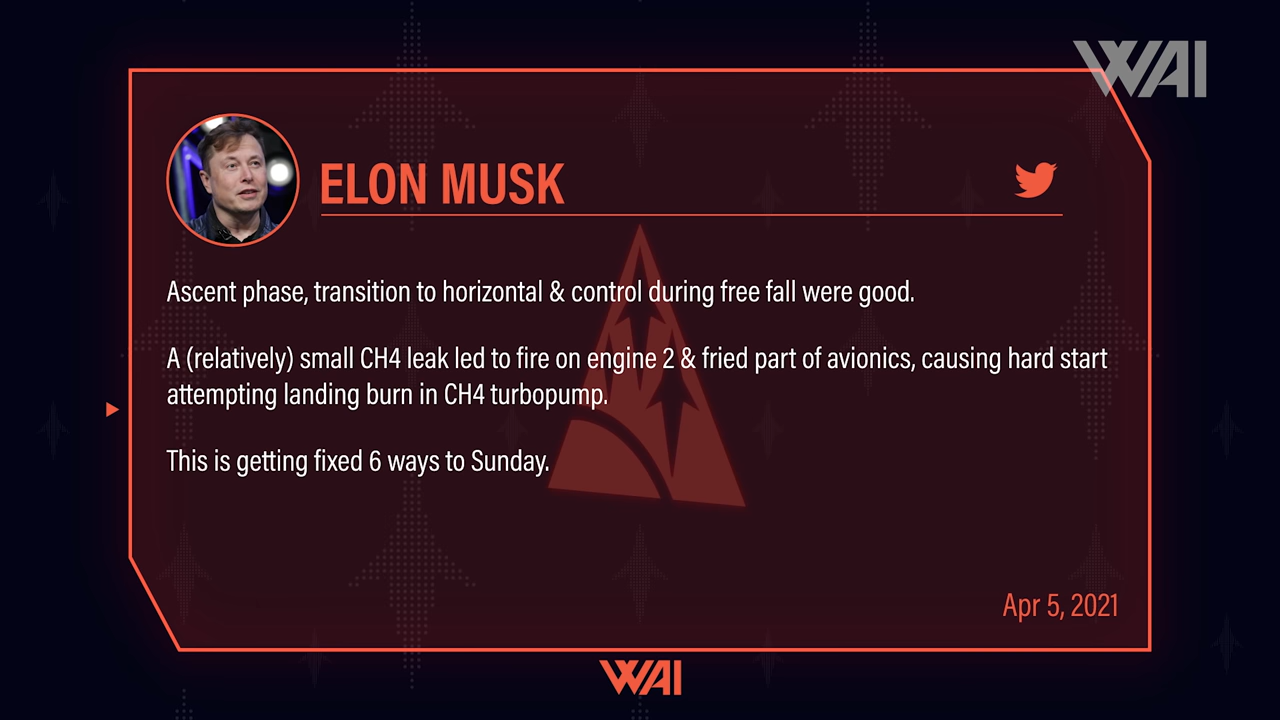 WAI
ELON MUSK
Ascent phase, transition to horizontal & control during free fall were good.
A (relatively) small CH4 leak led to fire on engine 2 & fried part of avionics, causing hard start
attempting landing burn in CH4 turbopump.
This is getting fixed 6 ways to Sunday.
Apr 5, 2021
WAI